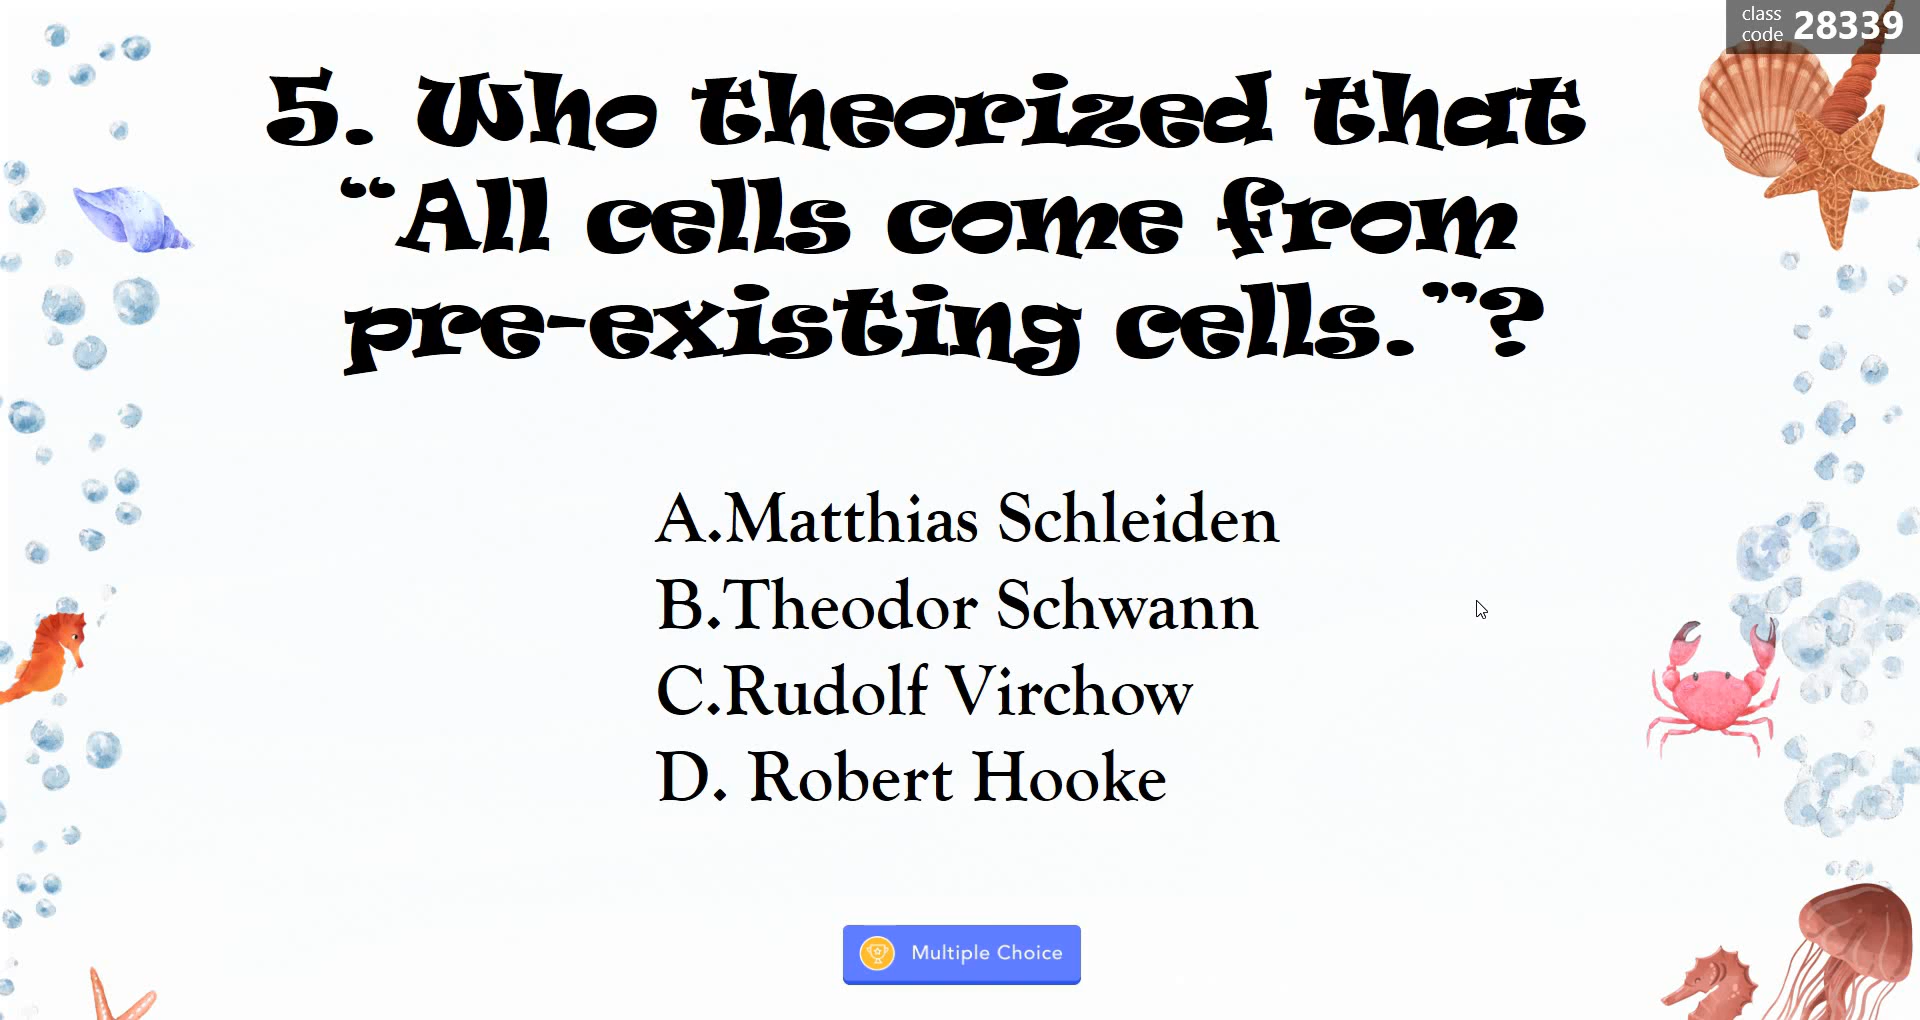 class
code 28339
5. Who theorized that
“All cells come from
pre-existing cells.”?
A.Matthias Schleiden
B.Theodor Schwann
C.Rudolf Virchow
D. Robert Hooke
Multiple Choice